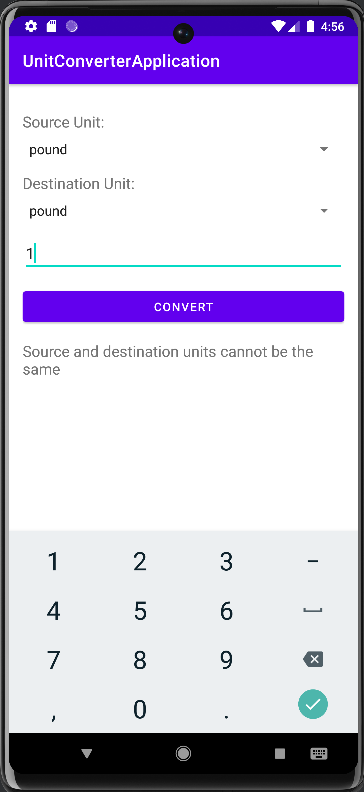 4:56
UnitConverterApplication
Source Unit:
pound
Destination Unit:
pound
1
CONVERT
Source and destination units cannot be the
same
1 2 3 -
4 5 6
7 8 9
, 0 .